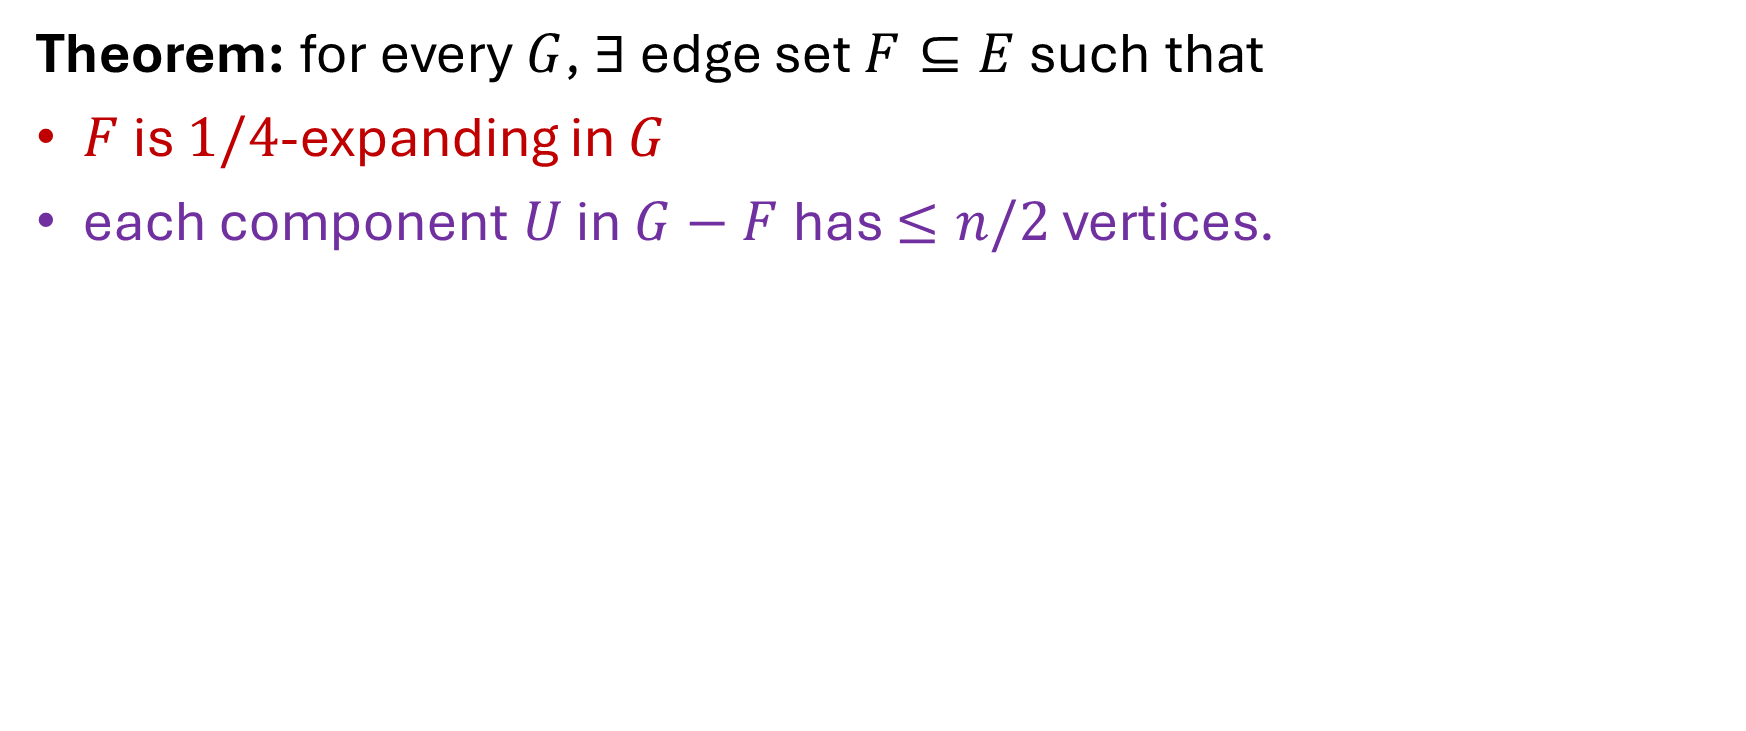 Theorem: for every 𝐺, ∃ edge set 𝐹 ⊆ 𝐸 such that
• 𝐹 is 1/4-expanding in 𝐺
• each component 𝑈 in 𝐺 − 𝐹 has ≤ 𝑛/2 vertices.